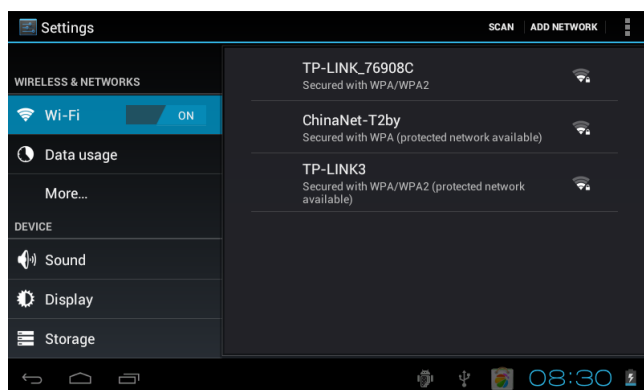 Settings
SCAN
ADD NETWORK
WIRELESS & NETWORKS
Wi-Fi
ON
Data usage
More...
DEVICE
Sound
Display
Storage
TP-LINK_76908C
Secured with WPA/WPA2
ChinaNet-T2by
Secured with WPA (protected network available)
TP-LINK3
Secured with WPA/WPA2 (protected network
available)
08:30